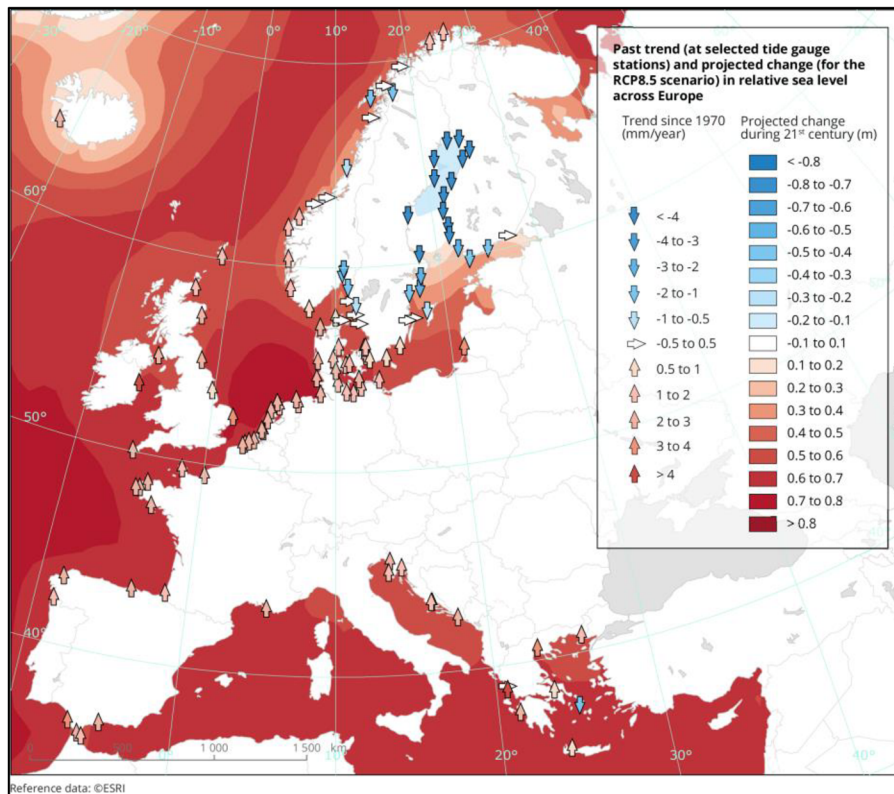 -30°
-20°
-10°
0°
10°
20°
30°
40°
60°
50°
40°
Past trend (at selected tide gauge
stations) and projected change (for the
RCP8.5 scenario) in relative sea level
across Europe
Trend since 1970
(mm/year)
< -4
-4 to -3
-3 to -2
-2 to -1
-1 to -0.5
-0.5 to 0.5
0.5 to 1
1 to 2
2 to 3
3 to 4
> 4
Projected change
during 21st century (m)
< -0.8
-0.8 to -0.7
-0.7 to -0.6
-0.6 to -0.5
-0.5 to -0.4
-0.4 to -0.3
-0.3 to -0.2
-0.2 to -0.1
-0.1 to 0.1
0.1 to 0.2
0.2 to 0.3
0.3 to 0.4
0.4 to 0.5
0.5 to 0.6
0.6 to 0.7
0.7 to 0.8
> 0.8
0 500 1 000 1 500 km
0°
10°
20°
30°
40°
Reference data: ©ESRI